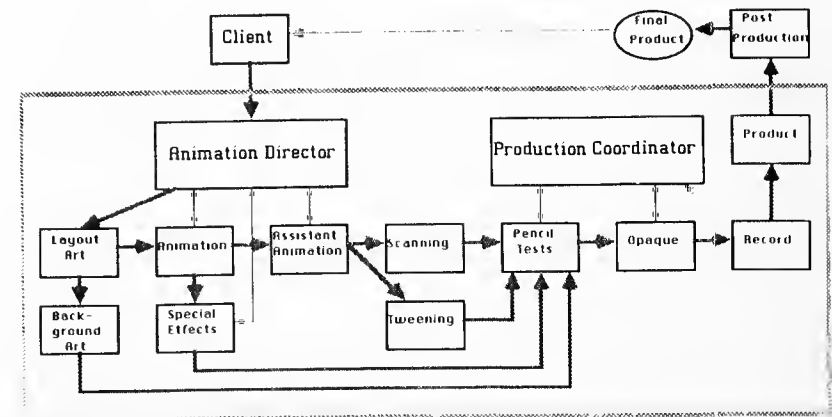 Client
Final
Product
Post
Production
Animation Director
Production Coordinator
Product
Layout
Art
Animation
Assistant
Animation
Scanning
Pencil
Tests
Opaque
Record
Back-
ground
Art
Special
Effects
Tweening